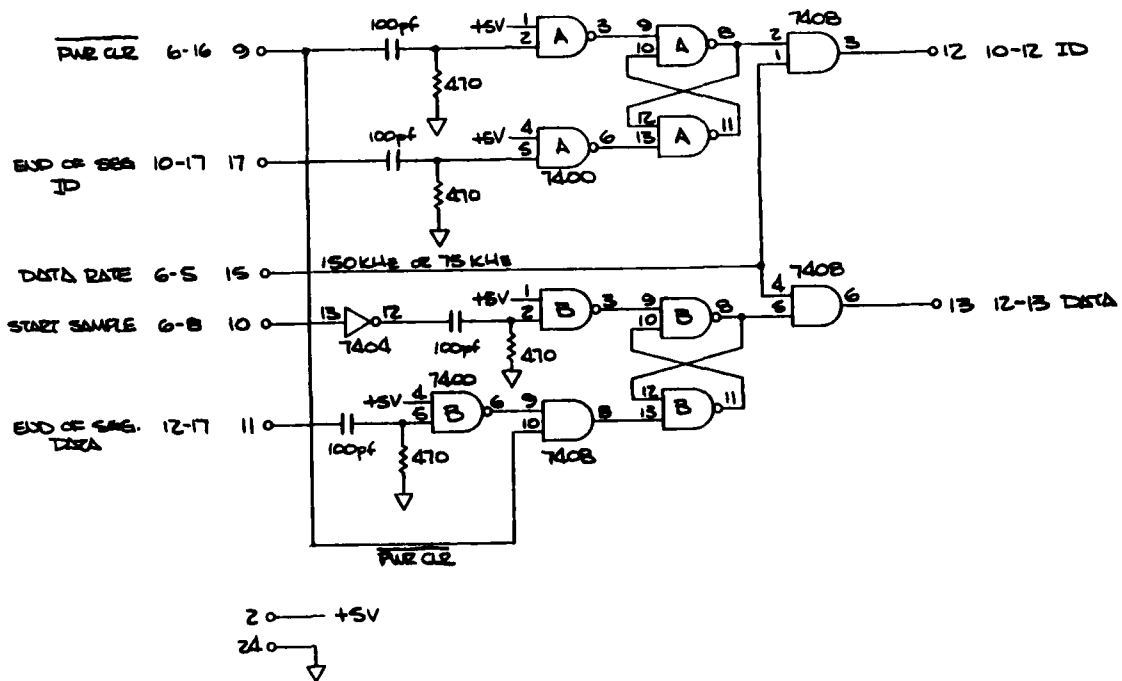 7408
100pf
+5V 1 3 9 8
PWR CLR 6-16 9 2 A 10 A 2 3 12 10-12 ID
1
470
12 11
A
100pf +5V 4 6 13
END OF SEG 10-17 17 5 A
ID 7400
470
DATA RATE 6-5 15 150KHz OR 75KHz
7408
4 6 13 12-13 DATA
5
+5V 1 3 9 8
START SAMPLE 6-8 10 13 12 2 B 10 B
7404 100pf 470
7400
+5V 4 6 9 12 11
B 8 13 B
END OF SEG. 12-17 11 5 10
DATA 100pf 470 7408
PWR CLR
2 +5V
24